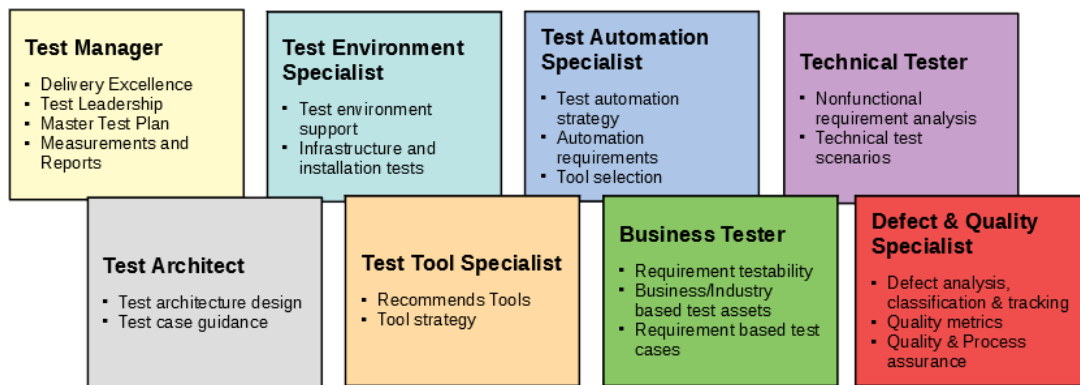 Test Manager
▪ Delivery Excellence
▪ Test Leadership
▪ Master Test Plan
▪ Measurements and
Reports
Test Environment
Specialist
▪ Test environment
support
▪ Infrastructure and
installation tests
Test Automation
Specialist
▪ Test automation
strategy
▪ Automation
requirements
▪ Tool selection
Technical Tester
▪ Nonfunctional
requirement analysis
▪ Technical test
scenarios
Test Architect
▪ Test architecture design
▪ Test case guidance
Test Tool Specialist
▪ Recommends Tools
▪ Tool strategy
Business Tester
▪ Requirement testability
▪ Business/Industry
based test assets
▪ Requirement based test
cases
Defect & Quality
Specialist
▪ Defect analysis,
classification & tracking
▪ Quality metrics
▪ Quality & Process
assurance